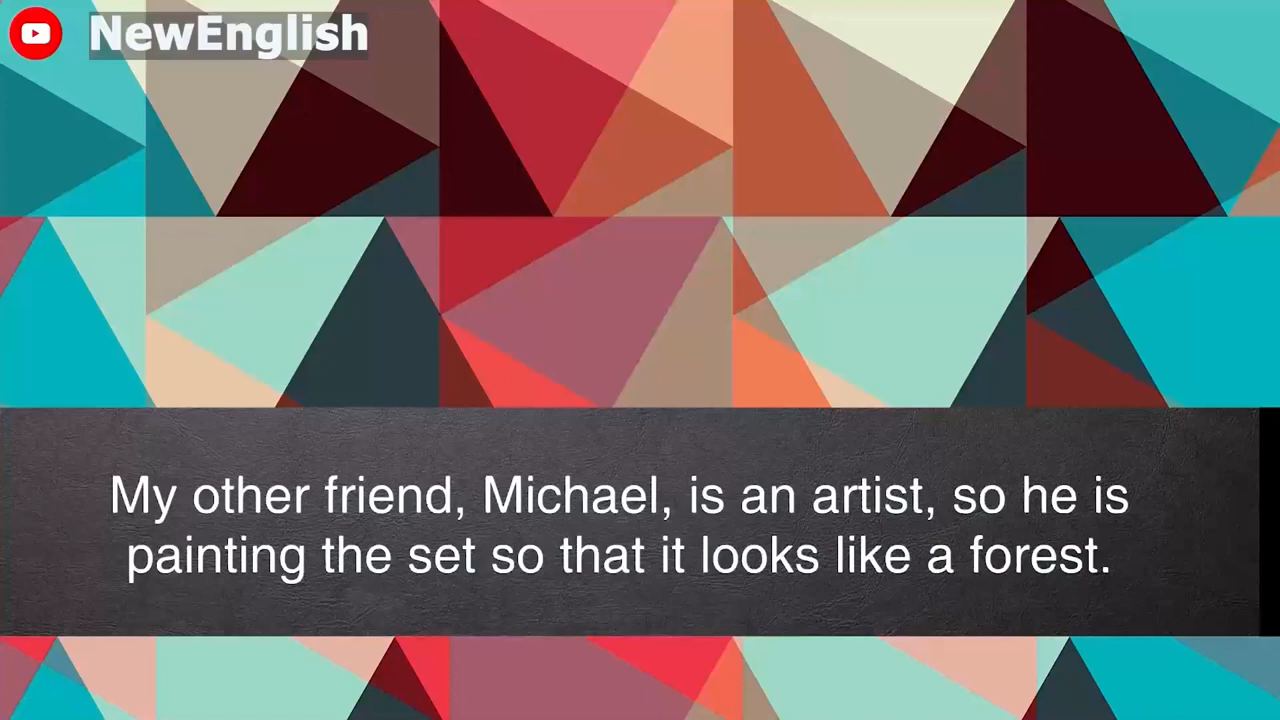 NewEnglish
My other friend, Michael, is an artist, so he is
painting the set so that it looks like a forest.